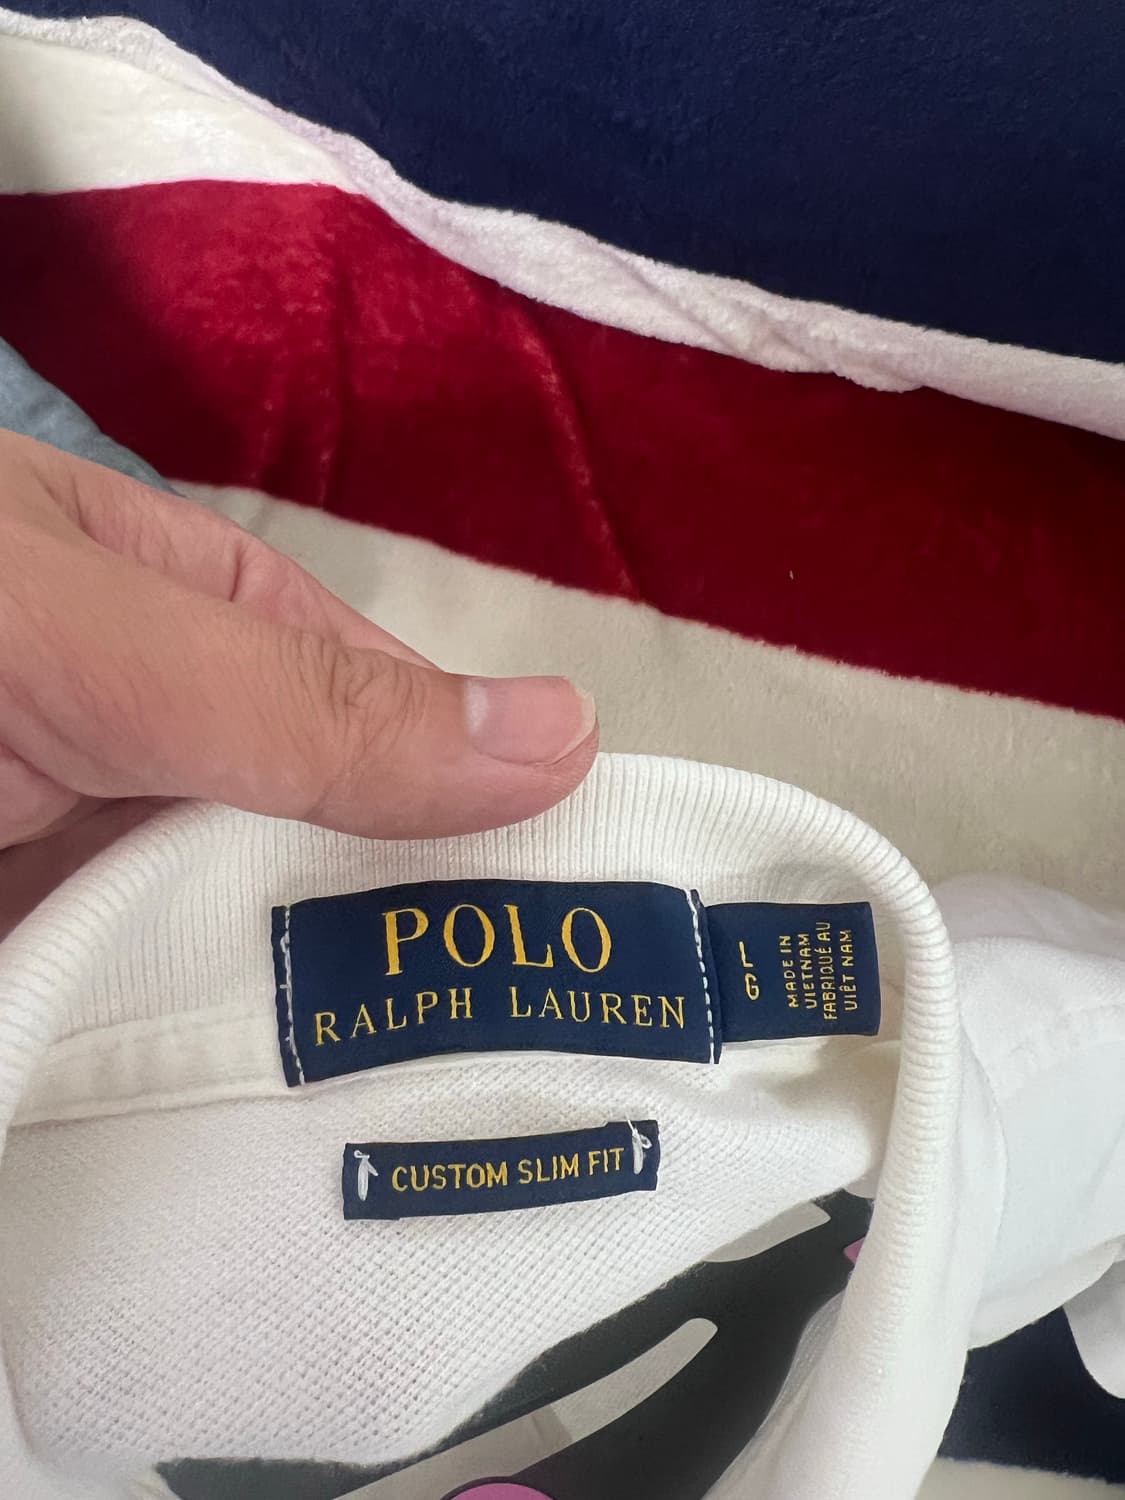 POLO
RALPH LAUREN
L
G
MADE IN
VIETNAM
FABRIQUÉ AU
VIÊT NAM
CUSTOM SLIM FIT